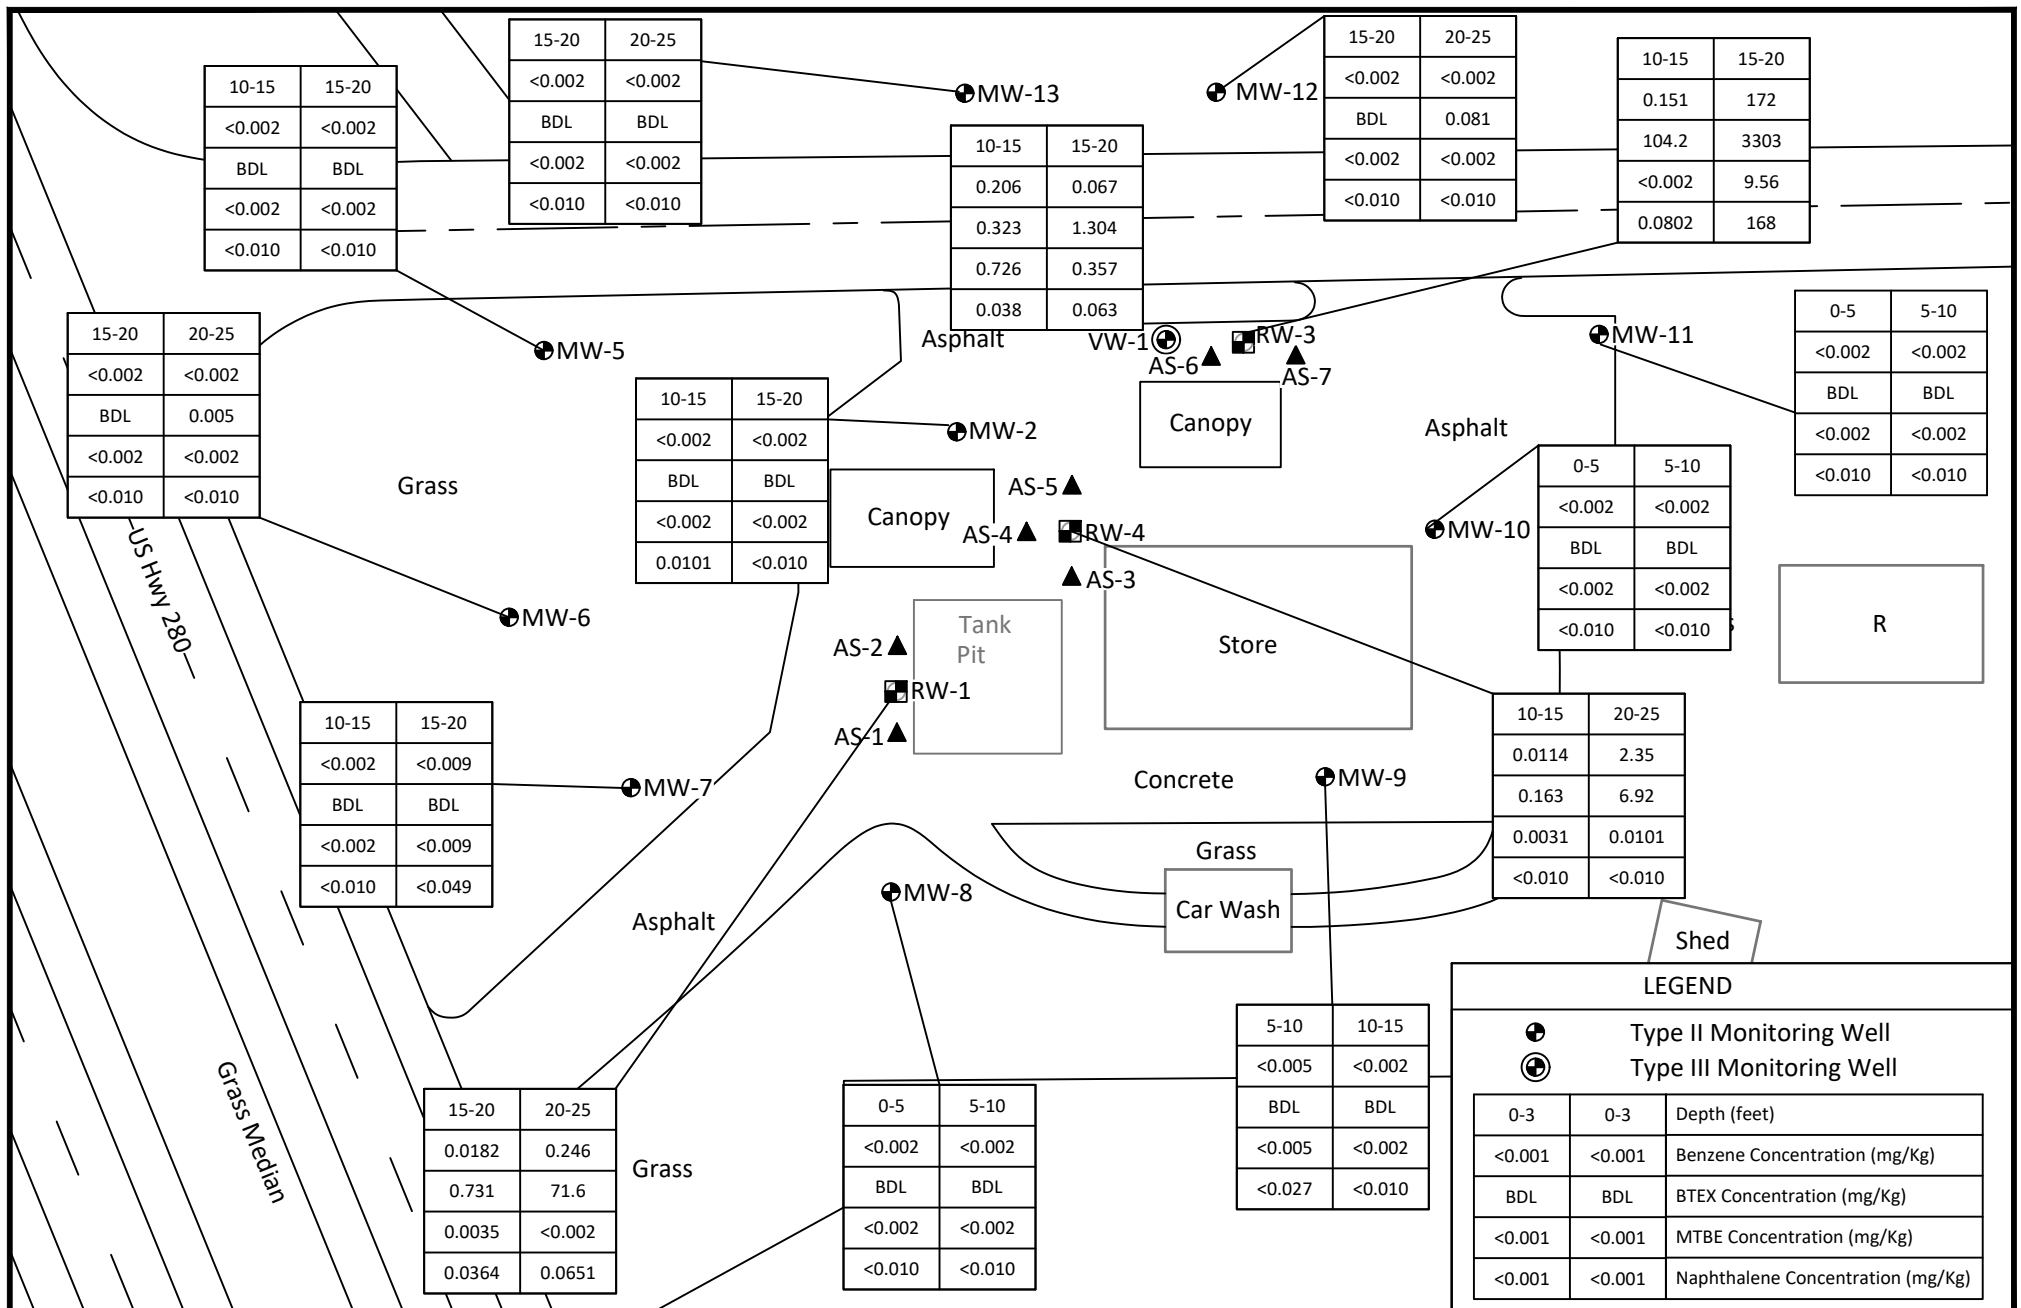 15-20 20-25
<0.002 <0.002
BDL BDL
<0.002 <0.002
<0.010 <0.010
MW-13
MW-12
15-20 20-25
<0.002 <0.002
BDL 0.081
<0.002 <0.002
<0.010 <0.010
10-15 15-20
0.151 172
104.2 3303
<0.002 9.56
0.0802 168
10-15 15-20
<0.002 <0.002
BDL BDL
<0.002 <0.002
<0.010 <0.010
10-15 15-20
0.206 0.067
0.323 1.304
0.726 0.357
0.038 0.063
15-20 20-25
<0.002 <0.002
BDL 0.005
<0.002 <0.002
<0.010 <0.010
MW-5
Asphalt
VW-1
RW-3
AS-6
AS-7
MW-11
0-5 5-10
<0.002 <0.002
BDL BDL
<0.002 <0.002
<0.010 <0.010
10-15 15-20
<0.002 <0.002
BDL BDL
<0.002 <0.002
0.0101 <0.010
MW-2
Canopy
Asphalt
Grass
Canopy
AS-5
AS-4
RW-4
AS-3
MW-10
0-5 5-10
<0.002 <0.002
BDL BDL
<0.002 <0.002
<0.010 <0.010
US Hwy 280
MW-6
AS-2
Tank
Pit
RW-1
AS-1
Store
R
10-15 15-20
<0.002 <0.009
BDL BDL
<0.002 <0.009
<0.010 <0.049
MW-7
Concrete
MW-9
10-15 20-25
0.0114 2.35
0.163 6.92
0.0031 0.0101
<0.010 <0.010
Grass
MW-8
Car Wash
Asphalt
Shed
Grass Median
15-20 20-25
0.0182 0.246
0.731 71.6
0.0035 <0.002
0.0364 0.0651
Grass
0-5 5-10
<0.002 <0.002
BDL BDL
<0.002 <0.002
<0.010 <0.010
5-10 10-15
<0.005 <0.002
BDL BDL
<0.005 <0.002
<0.027 <0.010
LEGEND
Type II Monitoring Well
Type III Monitoring Well
0-3 0-3 Depth (feet)
<0.001 <0.001 Benzene Concentration (mg/Kg)
BDL BDL BTEX Concentration (mg/Kg)
<0.001 <0.001 MTBE Concentration (mg/Kg)
<0.001 <0.001 Naphthalene Concentration (mg/Kg)